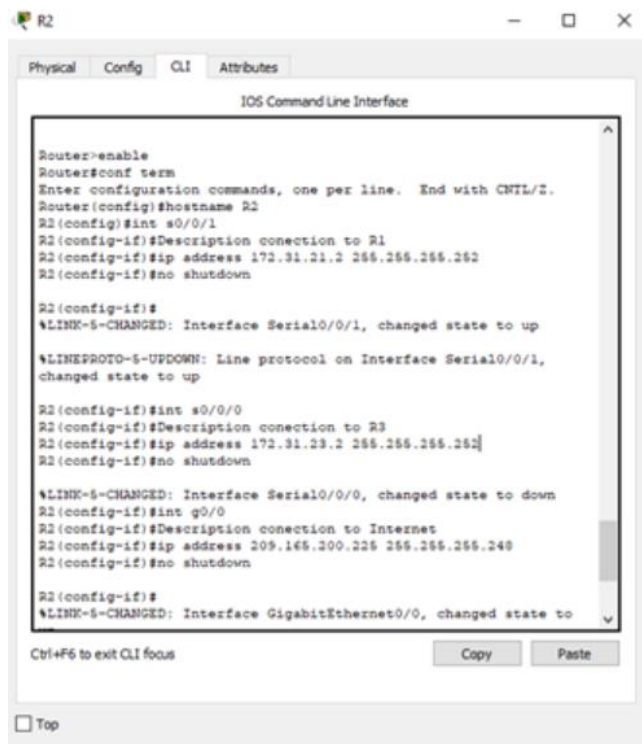 R2
Physical Config CLI Attributes
IOS Command Line Interface
Router>enable
Router#conf term
Enter configuration commands, one per line. End with CNTL/Z.
Router(config)#hostname R2
R2(config)#int s0/0/1
R2(config-if)#Description conection to R1
R2(config-if)#ip address 172.31.21.2 255.255.255.252
R2(config-if)#no shutdown
R2(config-if)#
%LINK-5-CHANGED: Interface Serial0/0/1, changed state to up
%LINEPROTO-5-UPDOWN: Line protocol on Interface Serial0/0/1,
changed state to up
R2(config-if)#int s0/0/0
R2(config-if)#Description conection to R3
R2(config-if)#ip address 172.31.23.2 255.255.255.252
R2(config-if)#no shutdown
%LINK-5-CHANGED: Interface Serial0/0/0, changed state to down
R2(config-if)#int g0/0
R2(config-if)#Description conection to Internet
R2(config-if)#ip address 209.165.200.225 255.255.255.248
R2(config-if)#no shutdown
R2(config-if)#
%LINK-5-CHANGED: Interface GigabitEthernet0/0, changed state to
Ctrl+F6 to exit CLI focus
Copy Paste
Top